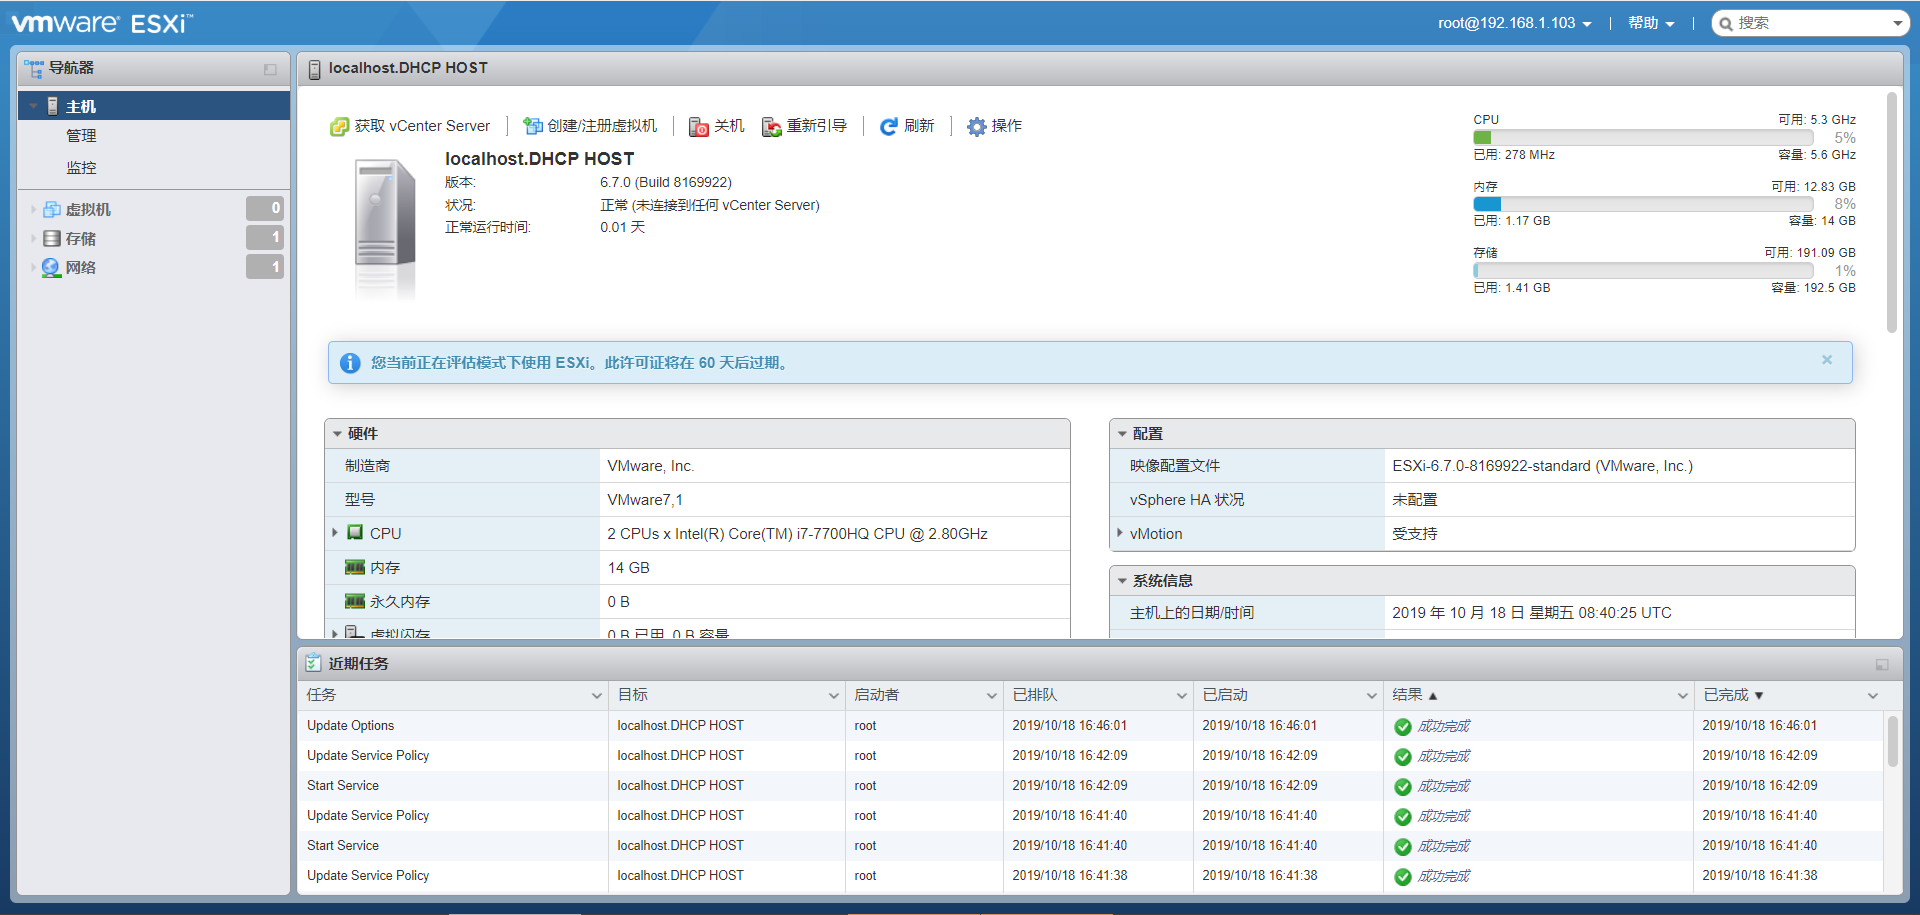 vmware ESXi™
root@192.168.1.103 | 帮助 | 搜索
导航器
主机
管理
监控
虚拟机 0
存储 1
网络 1
localhost.DHCP HOST
获取 vCenter Server | 创建/注册虚拟机 | 关机 重新引导 | 刷新 | 操作
localhost.DHCP HOST
版本: 6.7.0 (Build 8169922)
状况: 正常 (未连接到任何 vCenter Server)
正常运行时间: 0.01 天
CPU 可用: 5.3 GHz
5%
已用: 278 MHz 容量: 5.6 GHz
内存 可用: 12.83 GB
8%
已用: 1.17 GB 容量: 14 GB
存储 可用: 191.09 GB
1%
已用: 1.41 GB 容量: 192.5 GB
您当前正在评估模式下使用 ESXi。此许可证将在 60 天后过期。
硬件
制造商 VMware, Inc.
型号 VMware7,1
CPU 2 CPUs x Intel(R) Core(TM) i7-7700HQ CPU @ 2.80GHz
内存 14 GB
永久内存 0 B
虚拟闪存 0 B 已用, 0 B 容量
配置
映像配置文件 ESXi-6.7.0-8169922-standard (VMware, Inc.)
vSphere HA 状况 未配置
vMotion 受支持
系统信息
主机上的日期/时间 2019 年 10 月 18 日 星期五 08:40:25 UTC
近期任务
任务 目标 启动者 已排队 已启动 结果 ▲ 已完成 ▼
Update Options localhost.DHCP HOST root 2019/10/18 16:46:01 2019/10/18 16:46:01 成功完成 2019/10/18 16:46:01
Update Service Policy localhost.DHCP HOST root 2019/10/18 16:42:09 2019/10/18 16:42:09 成功完成 2019/10/18 16:42:09
Start Service localhost.DHCP HOST root 2019/10/18 16:42:09 2019/10/18 16:42:09 成功完成 2019/10/18 16:42:09
Update Service Policy localhost.DHCP HOST root 2019/10/18 16:41:40 2019/10/18 16:41:40 成功完成 2019/10/18 16:41:40
Start Service localhost.DHCP HOST root 2019/10/18 16:41:40 2019/10/18 16:41:40 成功完成 2019/10/18 16:41:40
Update Service Policy localhost.DHCP HOST root 2019/10/18 16:41:38 2019/10/18 16:41:38 成功完成 2019/10/18 16:41:38